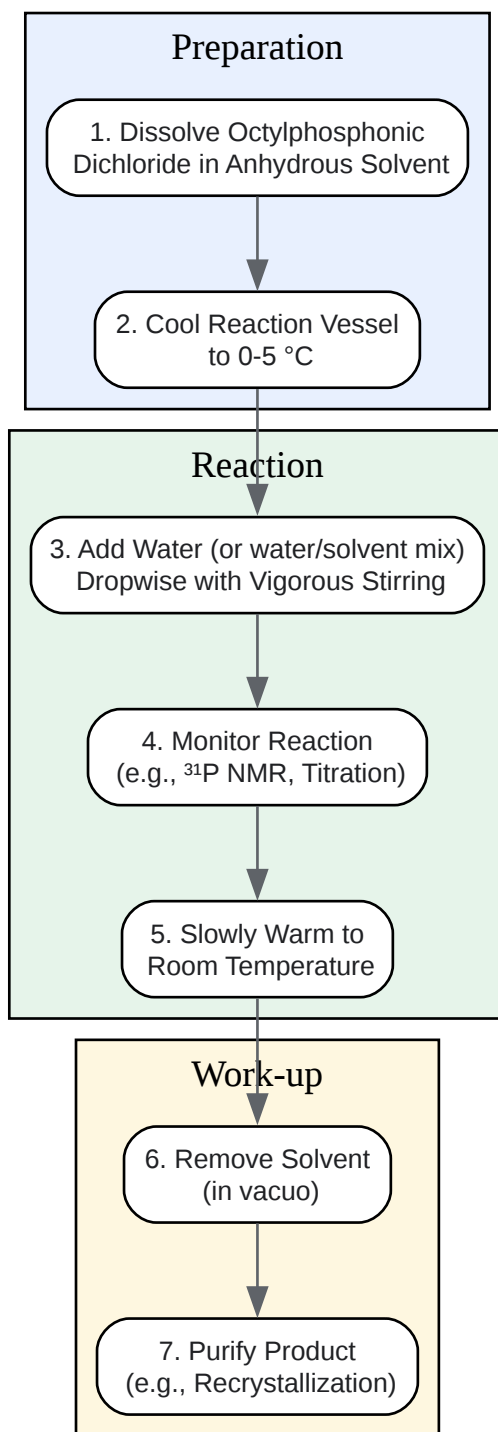 Preparation
1. Dissolve Octylphosphonic
Dichloride in Anhydrous Solvent
2. Cool Reaction Vessel
to 0-5 °C
Reaction
3. Add Water (or water/solvent mix)
Dropwise with Vigorous Stirring
4. Monitor Reaction
(e.g., ³¹P NMR, Titration)
5. Slowly Warm to
Room Temperature
Work-up
6. Remove Solvent
(in vacuo)
7. Purify Product
(e.g., Recrystallization)